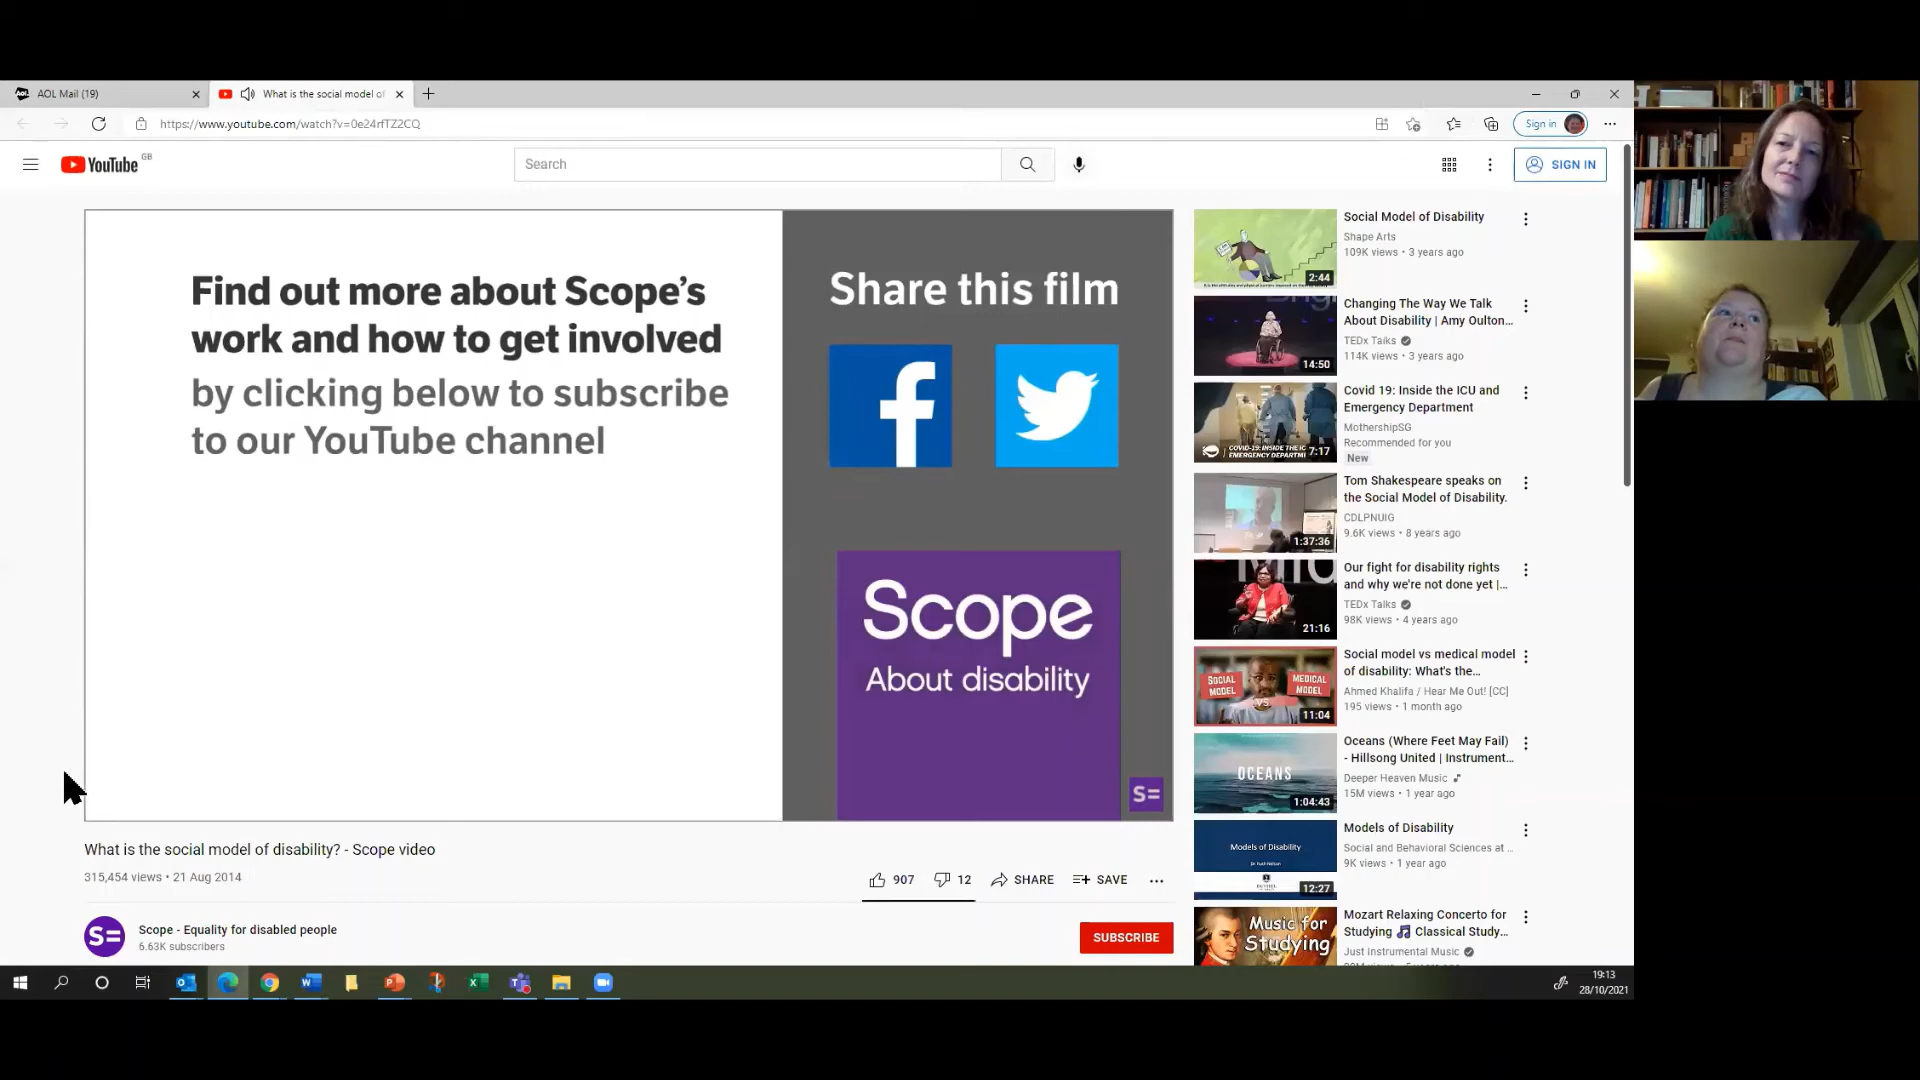 AOL Mail (19)
What is the social model of
https://www.youtube.com/watch?v=0e24rfTZ2CQ
Sign in
YouTube GB
Search
SIGN IN
Find out more about Scope's
work and how to get involved
by clicking below to subscribe
to our YouTube channel
Share this film
Scope
About disability
S=
What is the social model of disability? - Scope video
315,454 views • 21 Aug 2014
907
12
SHARE
SAVE
S=
Scope - Equality for disabled people
6.63K subscribers
SUBSCRIBE
2:44
Social Model of Disability
Shape Arts
109K views • 3 years ago
14:50
Changing The Way We Talk
About Disability | Amy Oulton...
TEDx Talks
114K views • 3 years ago
COVID-19: INSIDE THE IC
EMERGENCY DEPARTM
7:17
Covid 19: Inside the ICU and
Emergency Department
MothershipSG
Recommended for you
New
1:37:36
Tom Shakespeare speaks on
the Social Model of Disability.
CDLPNUIG
9.6K views • 8 years ago
21:16
Our fight for disability rights
and why we're not done yet |...
TEDx Talks
98K views • 4 years ago
SOCIAL
MODEL
VS
MEDICAL
MODEL
11:04
Social model vs medical model
of disability: What's the...
Ahmed Khalifa / Hear Me Out! [CC]
195 views • 1 month ago
OCEANS
1:04:43
Oceans (Where Feet May Fail)
- Hillsong United | Instrument...
Deeper Heaven Music
15M views • 1 year ago
Models of Disability
12:27
Models of Disability
Social and Behavioral Sciences at ...
9K views • 1 year ago
Music for
Studying
Mozart Relaxing Concerto for
Studying 🎵 Classical Study...
Just Instrumental Music
19:13
28/10/2021